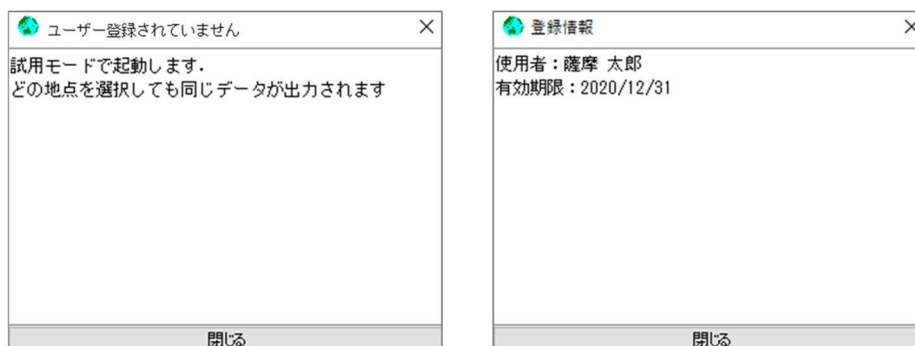 ユーザー登録されていません
試用モードで起動します.
どの地点を選択しても同じデータが出力されます
閉じる
登録情報
使用者：薩摩 太郎
有効期限：2020/12/31
閉じる